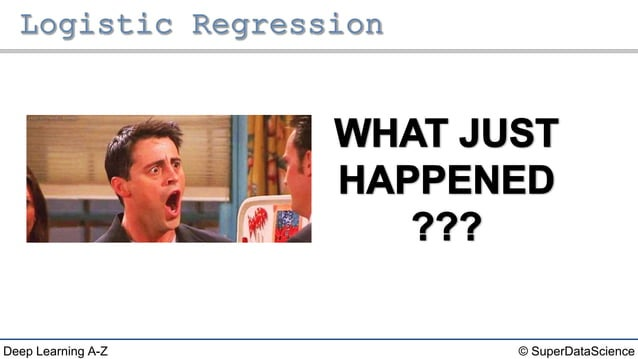 Logistic Regression
WHAT JUST
HAPPENED
???
Deep Learning A-Z
© SuperDataScience